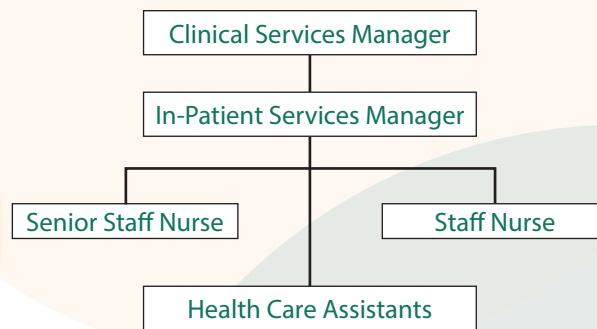 Clinical Services Manager
In-Patient Services Manager
Senior Staff Nurse
Staff Nurse
Health Care Assistants